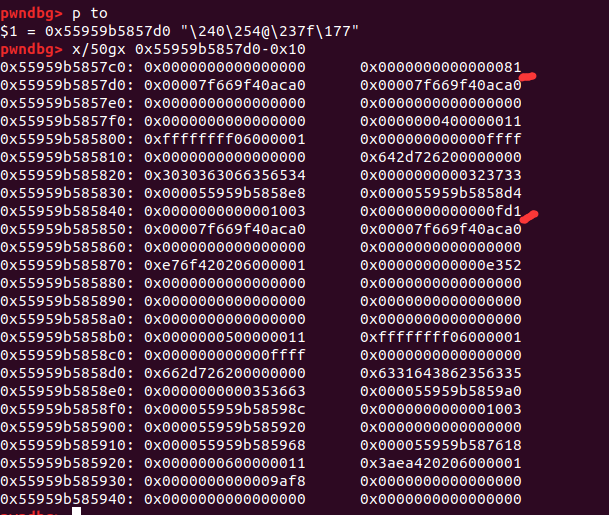 pwndbg> p to
$1 = 0x55959b5857d0 "\240\254@\237f\177"
pwndbg> x/50gx 0x55959b5857d0-0x10
0x55959b5857c0: 0x0000000000000000 0x0000000000000081
0x55959b5857d0: 0x00007f669f40aca0 0x00007f669f40aca0
0x55959b5857e0: 0x0000000000000000 0x0000000000000000
0x55959b5857f0: 0x0000000000000000 0x0000000400000011
0x55959b585800: 0xffffffff06000001 0x000000000000ffff
0x55959b585810: 0x0000000000000000 0x642d726200000000
0x55959b585820: 0x3030363066356534 0x0000000000323733
0x55959b585830: 0x000055959b5858e8 0x000055959b5858d4
0x55959b585840: 0x0000000000001003 0x0000000000000fd1
0x55959b585850: 0x00007f669f40aca0 0x00007f669f40aca0
0x55959b585860: 0x0000000000000000 0x0000000000000000
0x55959b585870: 0xe76f420206000001 0x000000000000e352
0x55959b585880: 0x0000000000000000 0x0000000000000000
0x55959b585890: 0x0000000000000000 0x0000000000000000
0x55959b5858a0: 0x0000000000000000 0x0000000000000000
0x55959b5858b0: 0x0000000500000011 0xffffffff06000001
0x55959b5858c0: 0x000000000000ffff 0x0000000000000000
0x55959b5858d0: 0x662d726200000000 0x6331643862356335
0x55959b5858e0: 0x0000000000353663 0x000055959b5859a0
0x55959b5858f0: 0x000055959b58598c 0x0000000000001003
0x55959b585900: 0x000055959b585920 0x0000000000000000
0x55959b585910: 0x000055959b585968 0x000055959b587618
0x55959b585920: 0x0000000600000011 0x3aea420206000001
0x55959b585930: 0x0000000000009af8 0x0000000000000000
0x55959b585940: 0x0000000000000000 0x0000000000000000
pwndbg>